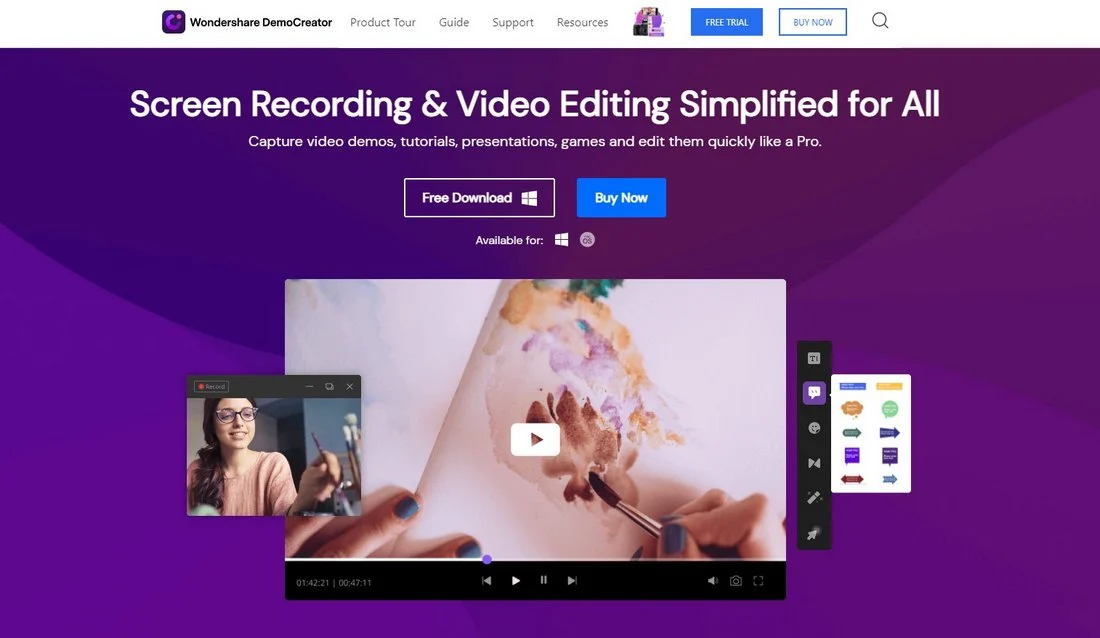 Wondershare DemoCreator
Product Tour
Guide
Support
Resources
FREE TRIAL
BUY NOW
Screen Recording & Video Editing Simplified for All
Capture video demos, tutorials, presentations, games and edit them quickly like a Pro.
Free Download
Buy Now
Available for:
Record
TI
01:42:21 | 00:47:11